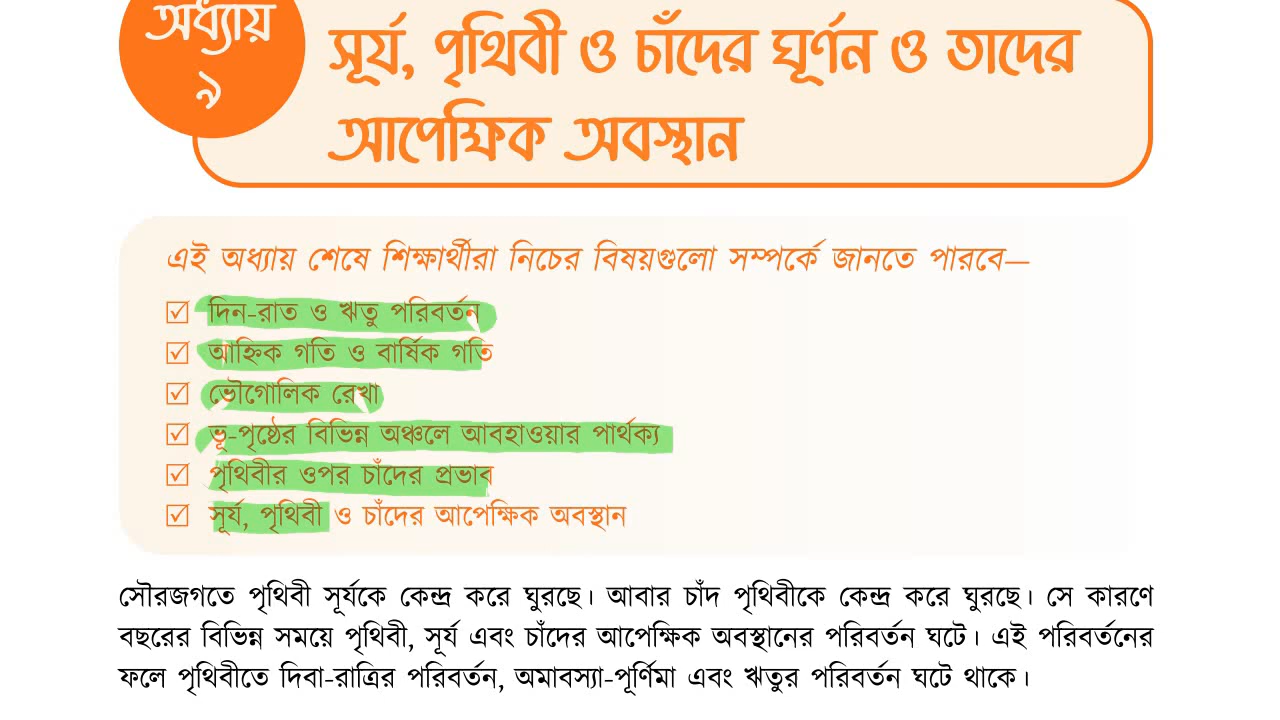 অধ্যায়
৯
সূর্য, পৃথিবী ও চাঁদের ঘূর্ণন ও তাদের
আপেক্ষিক অবস্থান
এই অধ্যায় শেষে শিক্ষার্থীরা নিচের বিষয়গুলো সম্পর্কে জানতে পারবে—
☑ দিন-রাত ও ঋতু পরিবর্তন
☑ আহ্নিক গতি ও বার্ষিক গতি
☑ ভৌগোলিক রেখা
☑ ভূ-পৃষ্ঠের বিভিন্ন অঞ্চলে আবহাওয়ার পার্থক্য
☑ পৃথিবীর ওপর চাঁদের প্রভাব
☑ সূর্য, পৃথিবী ও চাঁদের আপেক্ষিক অবস্থান
সৌরজগতে পৃথিবী সূর্যকে কেন্দ্র করে ঘুরছে। আবার চাঁদ পৃথিবীকে কেন্দ্র করে ঘুরছে। সে কারণে
বছরের বিভিন্ন সময়ে পৃথিবী, সূর্য এবং চাঁদের আপেক্ষিক অবস্থানের পরিবর্তন ঘটে। এই পরিবর্তনের
ফলে পৃথিবীতে দিবা-রাত্রির পরিবর্তন, অমাবস্যা-পূর্ণিমা এবং ঋতুর পরিবর্তন ঘটে থাকে।